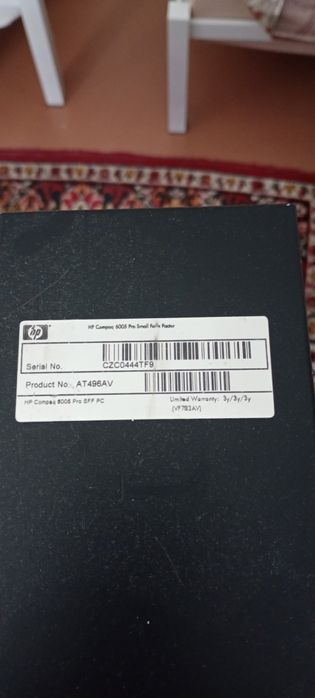 hp
HP Compaq 6005 Pro Small Form Factor
Serial No. CZC0444TF9
Product No. AT496AV
HP Compaq 6005 Pro SFF PC
Limited Warranty: 3y/3y/3y
(VF783AV)